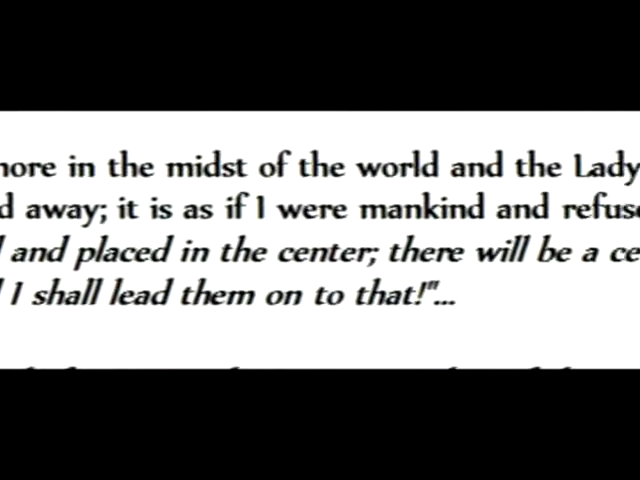 more in the midst of the world and the Lady
d away; it is as if I were mankind and refuse
l and placed in the center; there will be a ce
l I shall lead them on to that!"...